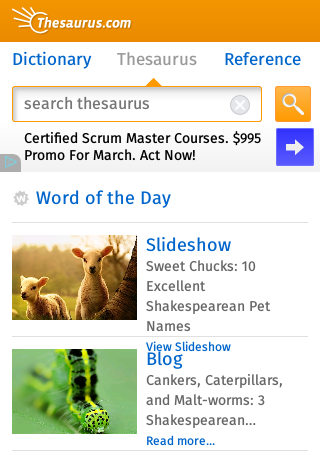 Thesaurus.com
Dictionary Thesaurus Reference
search thesaurus
Certified Scrum Master Courses. $995
Promo For March. Act Now!
W Word of the Day
Slideshow
Sweet Chucks: 10
Excellent
Shakespearean Pet
Names
View Slideshow
Blog
Cankers, Caterpillars,
and Malt-worms: 3
Shakespearean...
Read more...